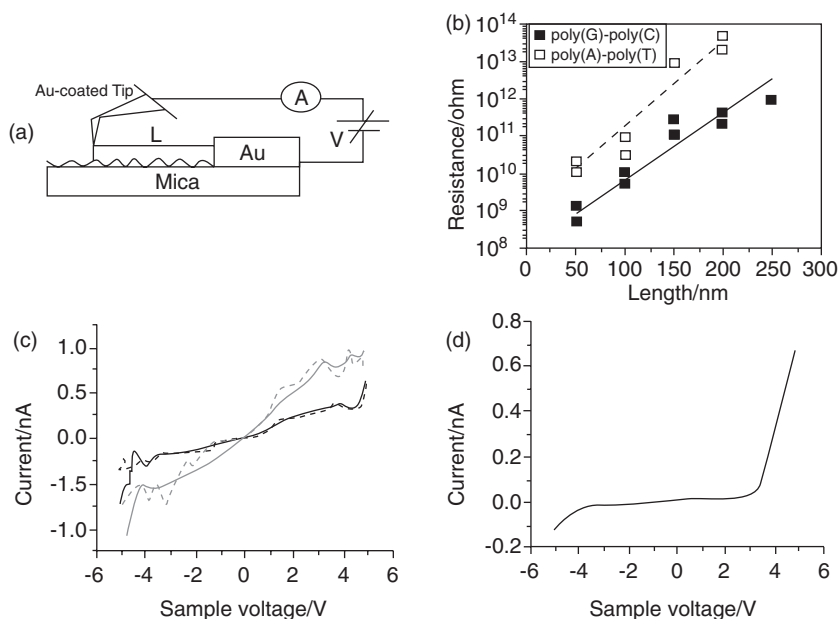 (a)
Au-coated Tip
A
L
V
Au
Mica
(b)
poly(G)-poly(C)
poly(A)-poly(T)
Resistance/ohm
10^14
10^13
10^12
10^11
10^10
10^9
10^8
0 50 100 150 200 250 300
Length/nm
(c)
Current/nA
1.0
0.5
0.0
-1.5
-1.0
-6 -4 -2 0 2 4 6
Sample voltage/V
(d)
Current/nA
0.8
0.6
0.4
0.2
0.0
-0.2
-6 -4 -2 0 2 4 6
Sample voltage/V